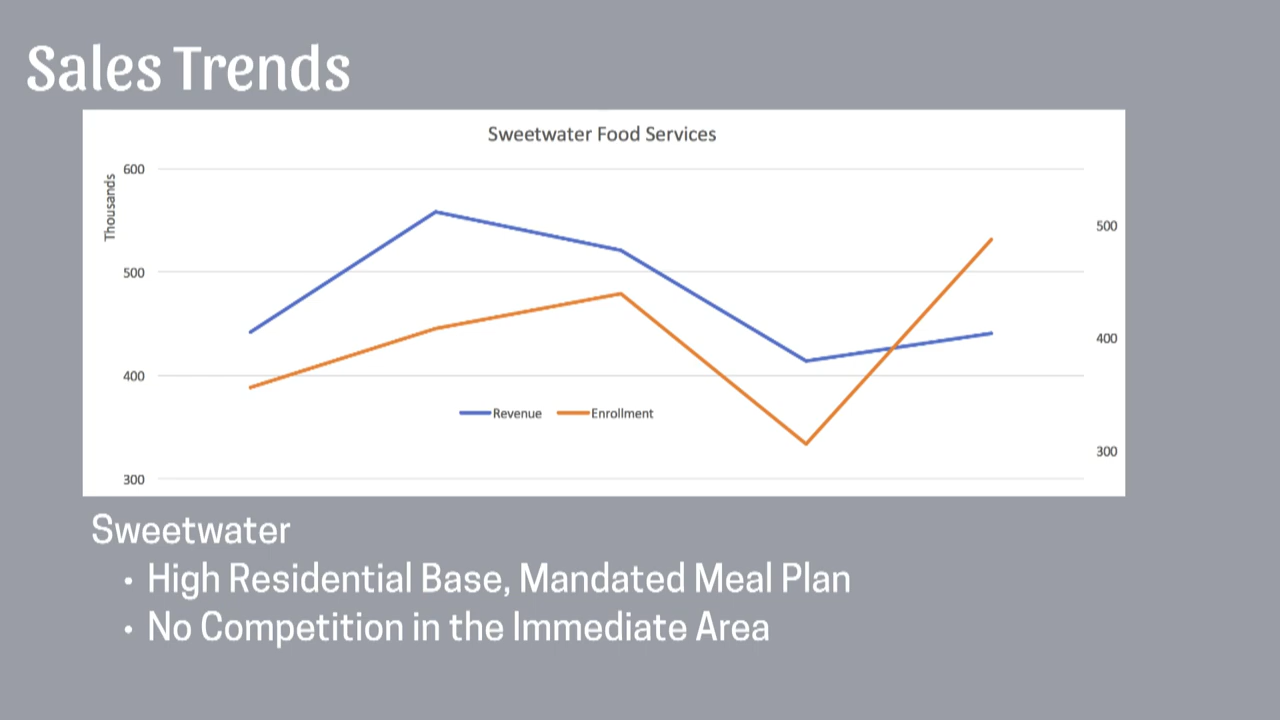 Sales Trends
Sweetwater Food Services
Thousands
600
500
400
300
500
400
300
Revenue
Enrollment
Sweetwater
• High Residential Base, Mandated Meal Plan
• No Competition in the Immediate Area